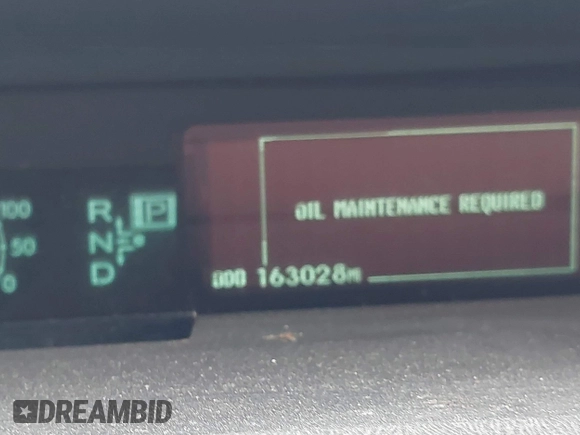 100
50
0
R P
N
D
OIL MAINTENANCE REQUIRED
ODO 163028MI
DREAMBID